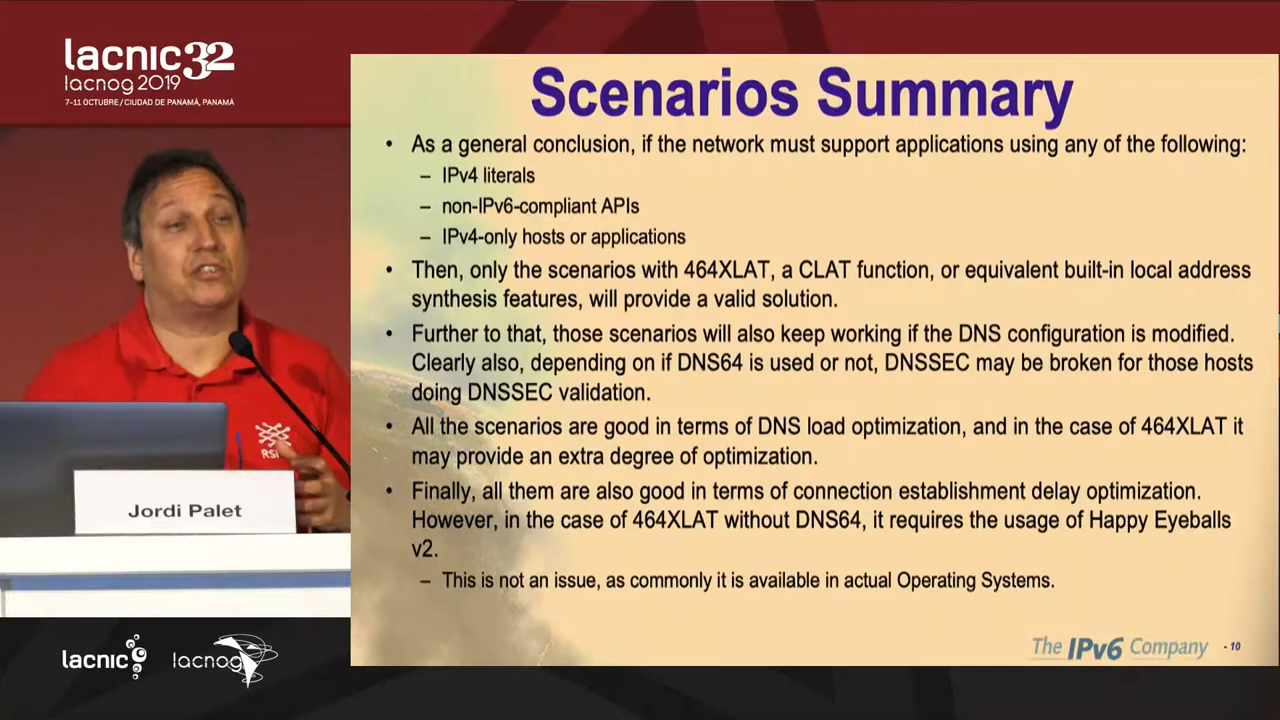 lacnic32
lacnog 2019
7-11 OCTUBRE / CIUDAD DE PANAMÁ, PANAMÁ
Scenarios Summary
• As a general conclusion, if the network must support applications using any of the following:
– IPv4 literals
– non-IPv6-compliant APIs
– IPv4-only hosts or applications
• Then, only the scenarios with 464XLAT, a CLAT function, or equivalent built-in local address
synthesis features, will provide a valid solution.
• Further to that, those scenarios will also keep working if the DNS configuration is modified.
Clearly also, depending on if DNS64 is used or not, DNSSEC may be broken for those hosts
doing DNSSEC validation.
• All the scenarios are good in terms of DNS load optimization, and in the case of 464XLAT it
may provide an extra degree of optimization.
• Finally, all them are also good in terms of connection establishment delay optimization.
However, in the case of 464XLAT without DNS64, it requires the usage of Happy Eyeballs
v2.
– This is not an issue, as commonly it is available in actual Operating Systems.
The IPv6 Company - 10
Jordi Palet
lacnic
lacnog